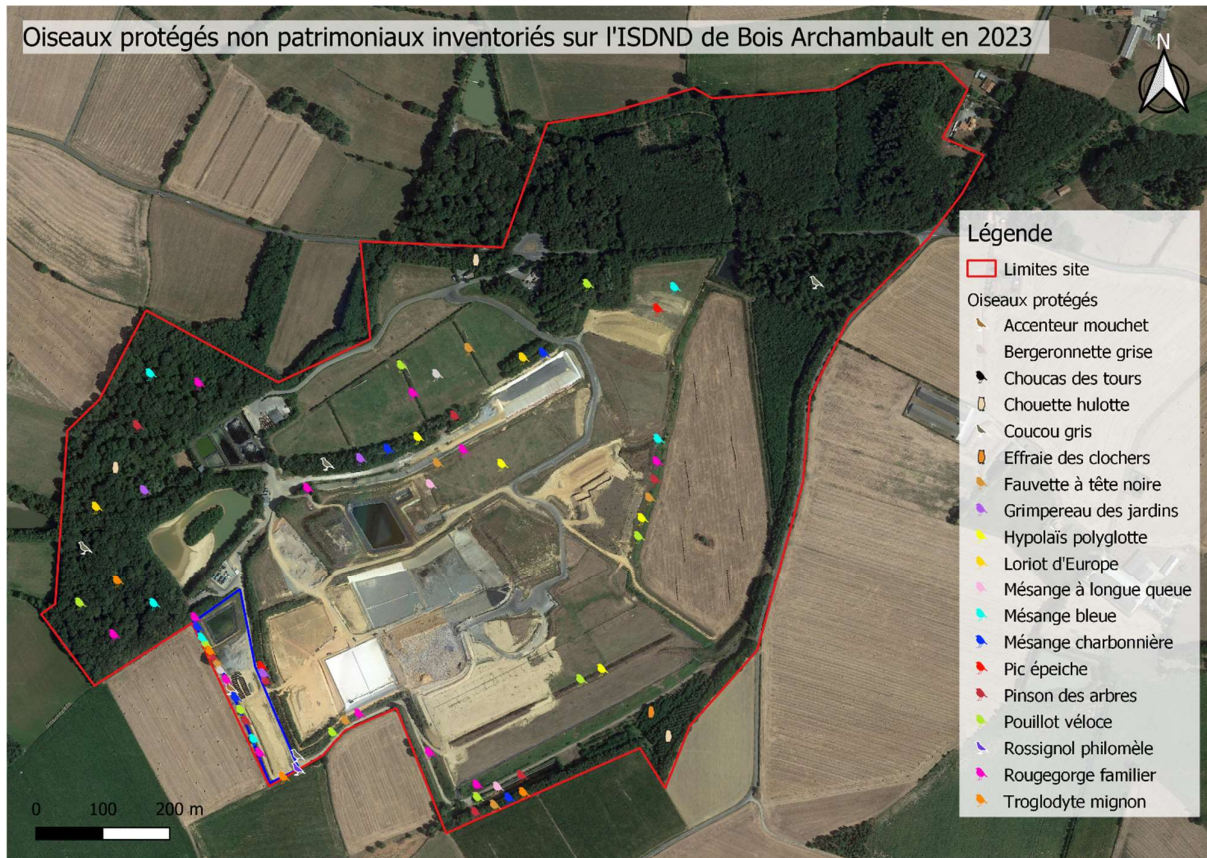 Oiseaux protégés non patrimoniaux inventoriés sur l'ISDND de Bois Archambault en 2023
N
Légende
Limites site
Oiseaux protégés
Accenteur mouchet
Bergeronnette grise
Choucas des tours
Chouette hulotte
Coucou gris
Effraie des clochers
Fauvette à tête noire
Grimpereau des jardins
Hypolaïs polyglotte
Loriot d'Europe
Mésange à longue queue
Mésange bleue
Mésange charbonnière
Pic épeiche
Pinson des arbres
Pouillot véloce
Rossignol philomèle
Rougegorge familier
Troglodyte mignon
0 100 200 m